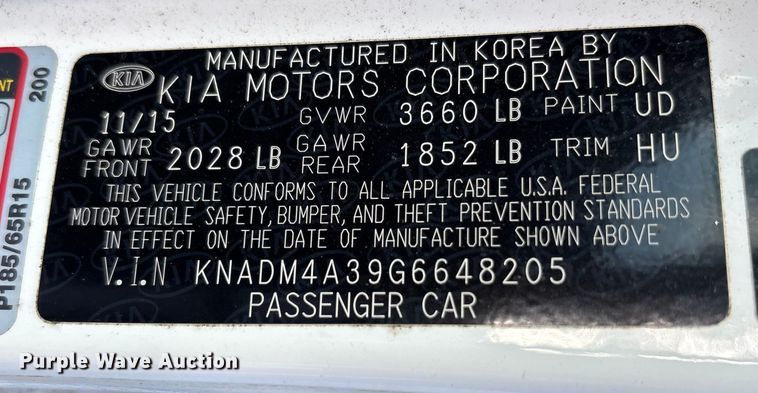 MANUFACTURED IN KOREA BY
KIA KIA MOTORS CORPORATION
11/15 GVWR 3660 LB PAINT UD
GAWR FRONT 2028 LB GAWR REAR 1852 LB TRIM HU
THIS VEHICLE CONFORMS TO ALL APPLICABLE U.S.A. FEDERAL
MOTOR VEHICLE SAFETY, BUMPER, AND THEFT PREVENTION STANDARDS
IN EFFECT ON THE DATE OF MANUFACTURE SHOWN ABOVE
V.I.N KNADM4A39G6648205
PASSENGER CAR
200
P185/65R15
Purple Wave Auction